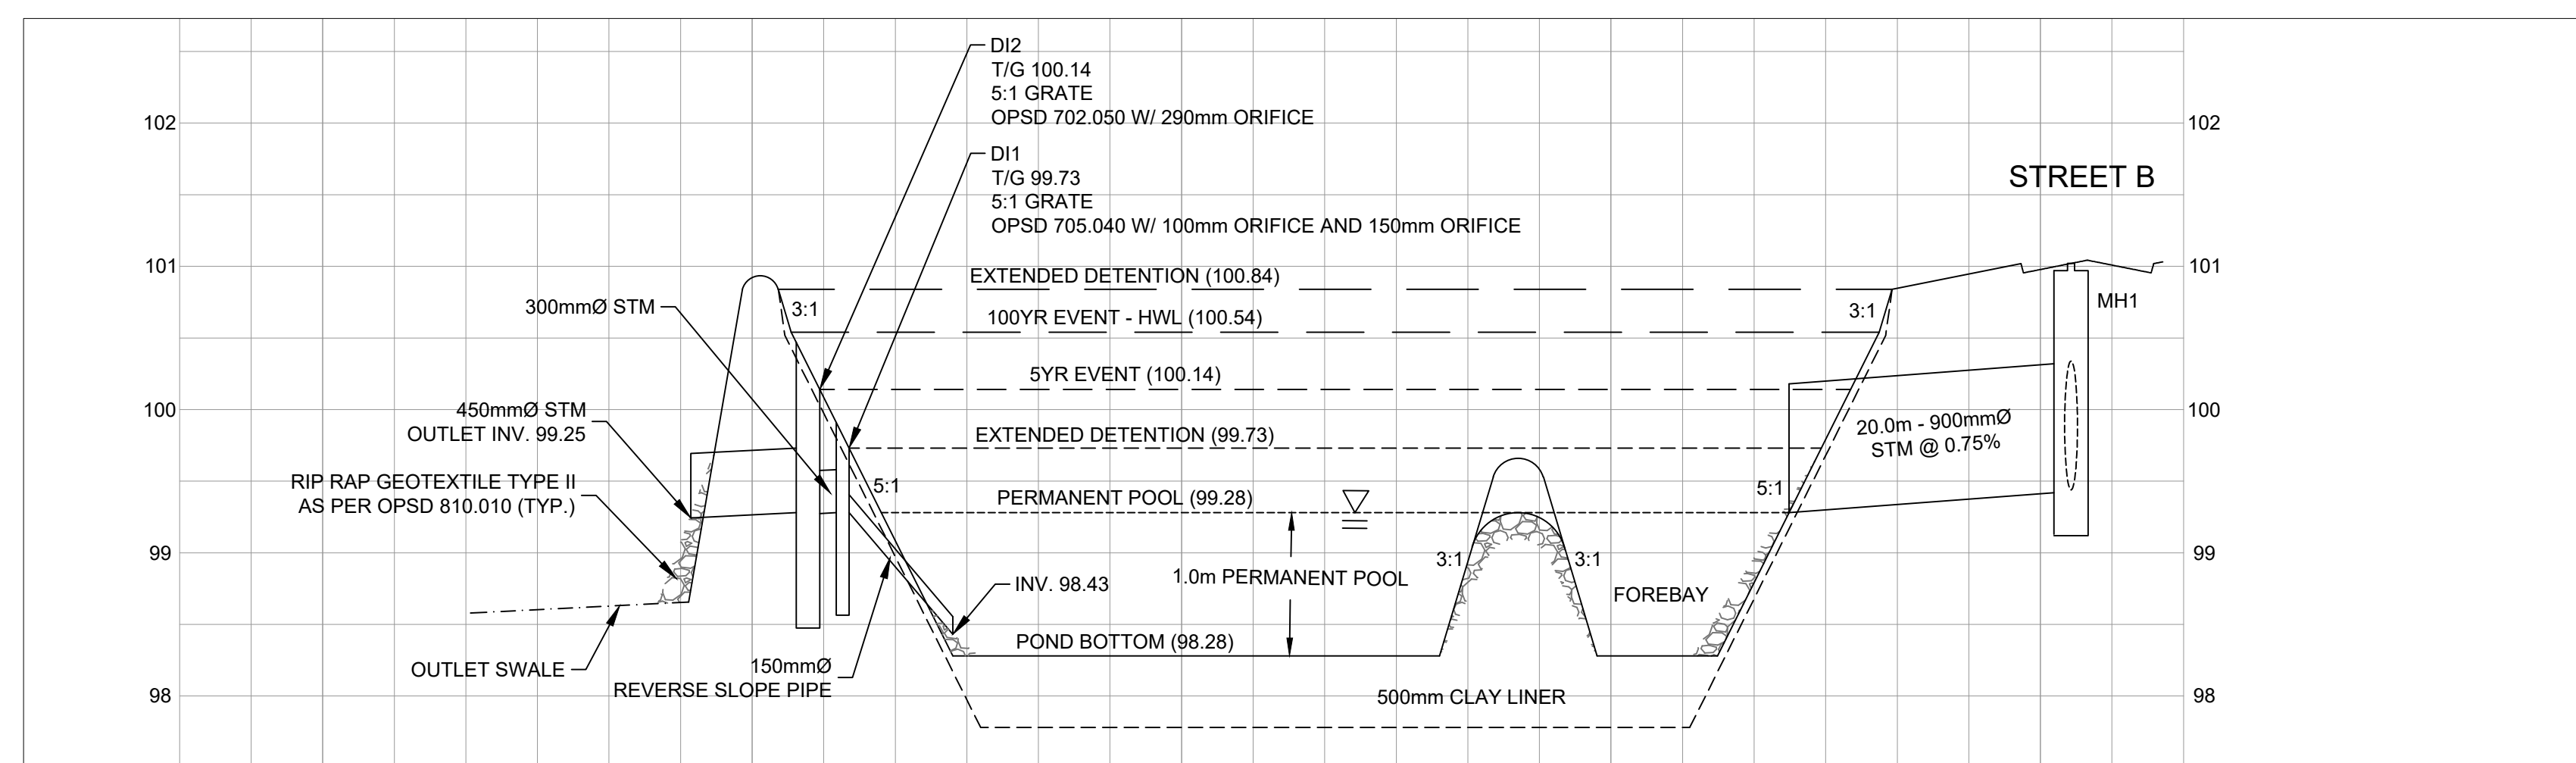 DI2
T/G 100.14
5:1 GRATE
OPSD 702.050 W/ 290mm ORIFICE
102
102
DI1
T/G 99.73
5:1 GRATE
OPSD 705.040 W/ 100mm ORIFICE AND 150mm ORIFICE
STREET B
101
101
EXTENDED DETENTION (100.84)
300mmØ STM
3:1
3:1
MH1
100YR EVENT - HWL (100.54)
5YR EVENT (100.14)
450mmØ STM
OUTLET INV. 99.25
100
100
20.0m - 900mmØ
STM @ 0.75%
EXTENDED DETENTION (99.73)
RIP RAP GEOTEXTILE TYPE II
AS PER OPSD 810.010 (TYP.)
5:1
5:1
PERMANENT POOL (99.28)
99
99
3:1
3:1
1.0m PERMANENT POOL
INV. 98.43
FOREBAY
POND BOTTOM (98.28)
OUTLET SWALE
150mmØ
REVERSE SLOPE PIPE
98
98
500mm CLAY LINER